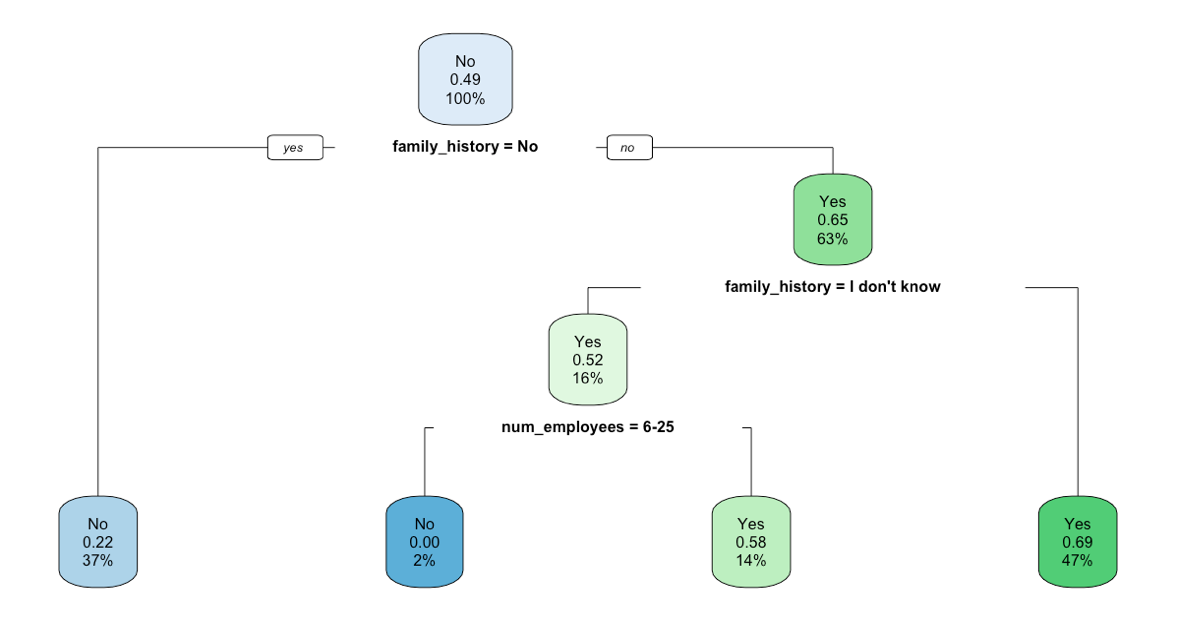 No
0.49
100%
yes
family_history = No
no
Yes
0.65
63%
family_history = I don't know
Yes
0.52
16%
num_employees = 6-25
No
0.22
37%
No
0.00
2%
Yes
0.58
14%
Yes
0.69
47%